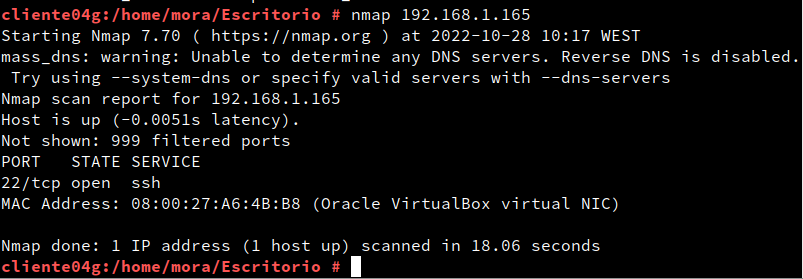 cliente04g:/home/mora/Escritorio # nmap 192.168.1.165
Starting Nmap 7.70 ( https://nmap.org ) at 2022-10-28 10:17 WEST
mass_dns: warning: Unable to determine any DNS servers. Reverse DNS is disabled.
 Try using --system-dns or specify valid servers with --dns-servers
Nmap scan report for 192.168.1.165
Host is up (-0.0051s latency).
Not shown: 999 filtered ports
PORT   STATE SERVICE
22/tcp open  ssh
MAC Address: 08:00:27:A6:4B:B8 (Oracle VirtualBox virtual NIC)
Nmap done: 1 IP address (1 host up) scanned in 18.06 seconds
cliente04g:/home/mora/Escritorio #